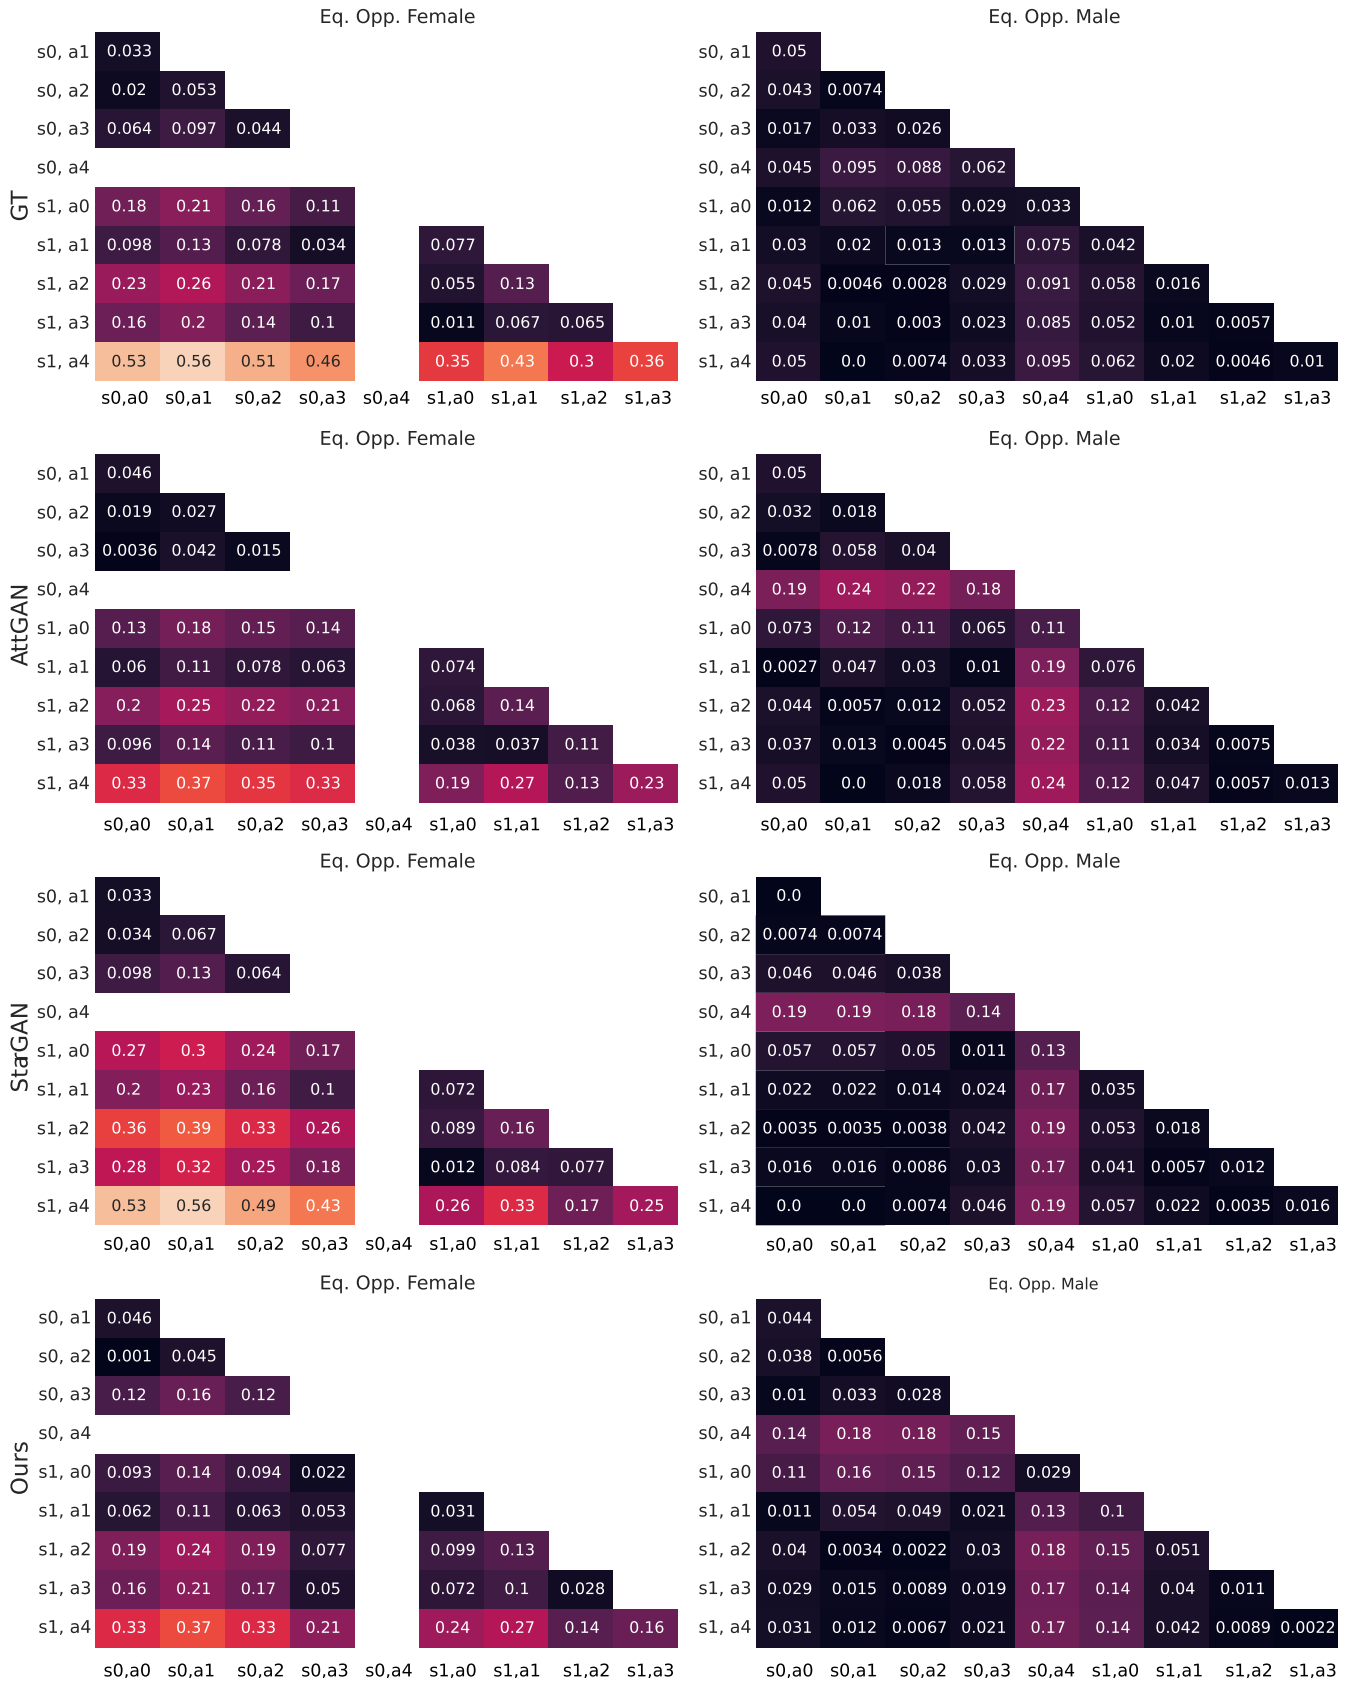 Eq. Opp. Female
Eq. Opp. Male
GT
s0, a1 0.033
s0, a2 0.02 0.053
s0, a3 0.064 0.097 0.044
s0, a4
s1, a0 0.18 0.21 0.16 0.11
s1, a1 0.098 0.13 0.078 0.034 0.077
s1, a2 0.23 0.26 0.21 0.17 0.055 0.13
s1, a3 0.16 0.2 0.14 0.1 0.011 0.067 0.065
s1, a4 0.53 0.56 0.51 0.46 0.35 0.43 0.3 0.36
s0,a0 s0,a1 s0,a2 s0,a3 s0,a4 s1,a0 s1,a1 s1,a2 s1,a3
s0, a1 0.05
s0, a2 0.043 0.0074
s0, a3 0.017 0.033 0.026
s0, a4 0.045 0.095 0.088 0.062
s1, a0 0.012 0.062 0.055 0.029 0.033
s1, a1 0.03 0.02 0.013 0.013 0.075 0.042
s1, a2 0.045 0.0046 0.0028 0.029 0.091 0.058 0.016
s1, a3 0.04 0.01 0.003 0.023 0.085 0.052 0.01 0.0057
s1, a4 0.05 0.0 0.0074 0.033 0.095 0.062 0.02 0.0046 0.01
s0,a0 s0,a1 s0,a2 s0,a3 s0,a4 s1,a0 s1,a1 s1,a2 s1,a3
Eq. Opp. Female
Eq. Opp. Male
AttGAN
s0, a1 0.046
s0, a2 0.019 0.027
s0, a3 0.0036 0.042 0.015
s0, a4
s1, a0 0.13 0.18 0.15 0.14
s1, a1 0.06 0.11 0.078 0.063 0.074
s1, a2 0.2 0.25 0.22 0.21 0.068 0.14
s1, a3 0.096 0.14 0.11 0.1 0.038 0.037 0.11
s1, a4 0.33 0.37 0.35 0.33 0.19 0.27 0.13 0.23
s0,a0 s0,a1 s0,a2 s0,a3 s0,a4 s1,a0 s1,a1 s1,a2 s1,a3
s0, a1 0.05
s0, a2 0.032 0.018
s0, a3 0.0078 0.058 0.04
s0, a4 0.19 0.24 0.22 0.18
s1, a0 0.073 0.12 0.11 0.065 0.11
s1, a1 0.0027 0.047 0.03 0.01 0.19 0.076
s1, a2 0.044 0.0057 0.012 0.052 0.23 0.12 0.042
s1, a3 0.037 0.013 0.0045 0.045 0.22 0.11 0.034 0.0075
s1, a4 0.05 0.0 0.018 0.058 0.24 0.12 0.047 0.0057 0.013
s0,a0 s0,a1 s0,a2 s0,a3 s0,a4 s1,a0 s1,a1 s1,a2 s1,a3
Eq. Opp. Female
Eq. Opp. Male
StarGAN
s0, a1 0.033
s0, a2 0.034 0.067
s0, a3 0.098 0.13 0.064
s0, a4
s1, a0 0.27 0.3 0.24 0.17
s1, a1 0.2 0.23 0.16 0.1 0.072
s1, a2 0.36 0.39 0.33 0.26 0.089 0.16
s1, a3 0.28 0.32 0.25 0.18 0.012 0.084 0.077
s1, a4 0.53 0.56 0.49 0.43 0.26 0.33 0.17 0.25
s0,a0 s0,a1 s0,a2 s0,a3 s0,a4 s1,a0 s1,a1 s1,a2 s1,a3
s0, a1 0.0
s0, a2 0.0074 0.0074
s0, a3 0.046 0.046 0.038
s0, a4 0.19 0.19 0.18 0.14
s1, a0 0.057 0.057 0.05 0.011 0.13
s1, a1 0.022 0.022 0.014 0.024 0.17 0.035
s1, a2 0.0035 0.0035 0.0038 0.042 0.19 0.053 0.018
s1, a3 0.016 0.016 0.0086 0.03 0.17 0.041 0.0057 0.012
s1, a4 0.0 0.0 0.0074 0.046 0.19 0.057 0.022 0.0035 0.016
s0,a0 s0,a1 s0,a2 s0,a3 s0,a4 s1,a0 s1,a1 s1,a2 s1,a3
Eq. Opp. Female
Eq. Opp. Male
Ours
s0, a1 0.046
s0, a2 0.001 0.045
s0, a3 0.12 0.16 0.12
s0, a4
s1, a0 0.093 0.14 0.094 0.022
s1, a1 0.062 0.11 0.063 0.053 0.031
s1, a2 0.19 0.24 0.19 0.077 0.099 0.13
s1, a3 0.16 0.21 0.17 0.05 0.072 0.1 0.028
s1, a4 0.33 0.37 0.33 0.21 0.24 0.27 0.14 0.16
s0,a0 s0,a1 s0,a2 s0,a3 s0,a4 s1,a0 s1,a1 s1,a2 s1,a3
s0, a1 0.044
s0, a2 0.038 0.0056
s0, a3 0.01 0.033 0.028
s0, a4 0.14 0.18 0.18 0.15
s1, a0 0.11 0.16 0.15 0.12 0.029
s1, a1 0.011 0.054 0.049 0.021 0.13 0.1
s1, a2 0.04 0.0034 0.0022 0.03 0.18 0.15 0.051
s1, a3 0.029 0.015 0.0089 0.019 0.17 0.14 0.04 0.011
s1, a4 0.031 0.012 0.0067 0.021 0.17 0.14 0.042 0.0089 0.0022
s0,a0 s0,a1 s0,a2 s0,a3 s0,a4 s1,a0 s1,a1 s1,a2 s1,a3